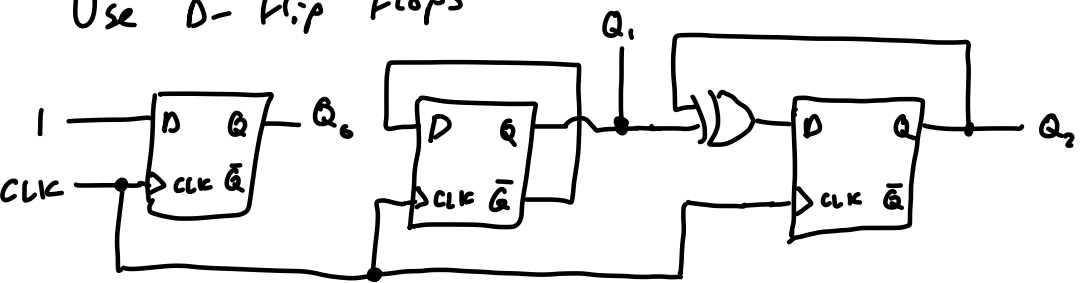 Use D- Flip Flops
Q₁
1 D Q Q₀ D Q D Q Q₂
CLK CLK Q̅ CLK Q̅ CLK Q̅